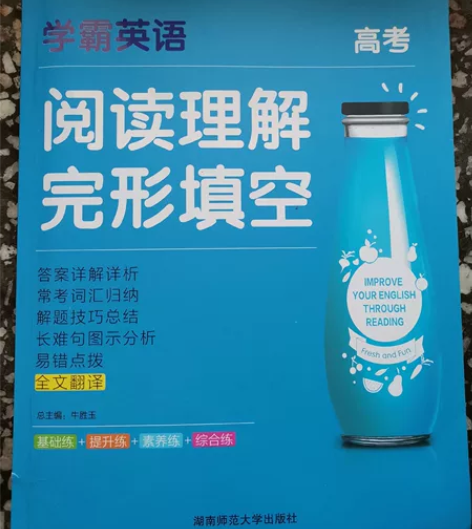 学霸英语
高考
阅读理解
完形填空
答案详解详析
常考词汇归纳
解题技巧总结
长难句图示分析
易错点拨
全文翻译
总主编：牛胜玉
基础练+提升练+素养练+综合练
IMPROVE
YOUR ENGLISH
THROUGH
READING
Fresh and Fun
湖南师范大学出版社